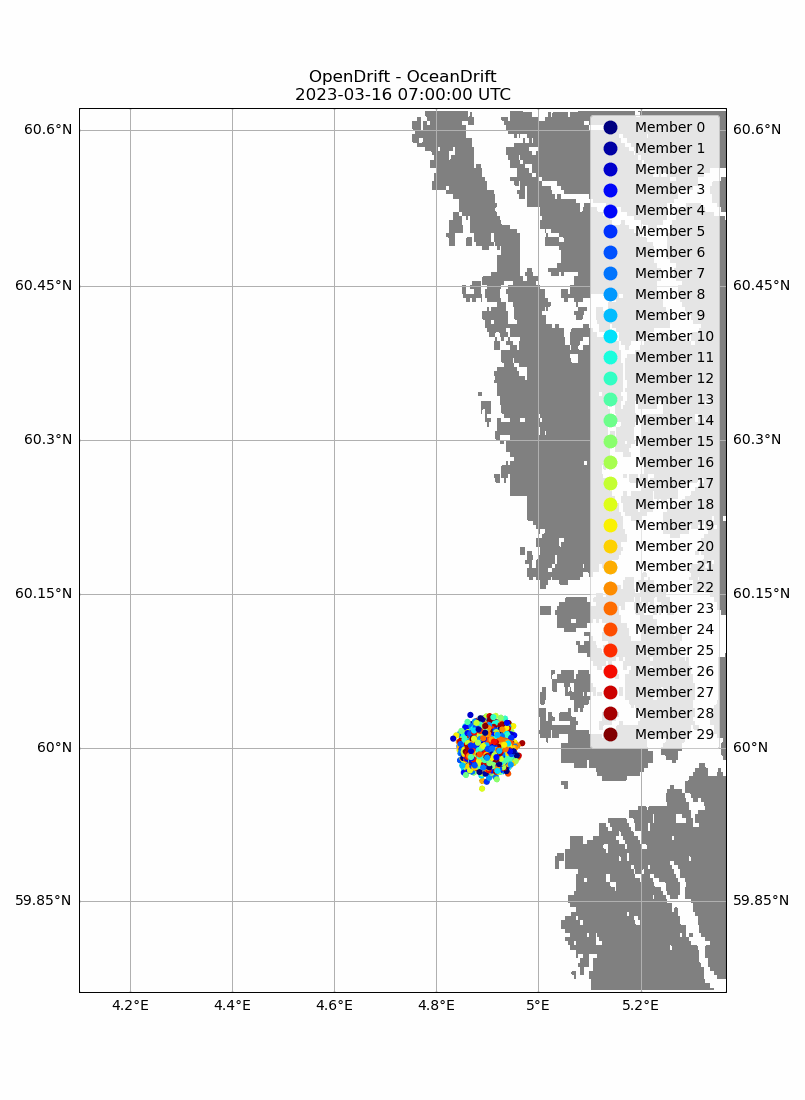 OpenDrift - OceanDrift
2023-03-16 07:00:00 UTC
60.6°N
60.45°N
60.3°N
60.15°N
60°N
59.85°N
Member 0
Member 1
Member 2
Member 3
Member 4
Member 5
Member 6
Member 7
Member 8
Member 9
Member 10
Member 11
Member 12
Member 13
Member 14
Member 15
Member 16
Member 17
Member 18
Member 19
Member 20
Member 21
Member 22
Member 23
Member 24
Member 25
Member 26
Member 27
Member 28
Member 29
60.6°N
60.45°N
60.3°N
60.15°N
60°N
59.85°N
4.2°E 4.4°E 4.6°E 4.8°E 5°E 5.2°E